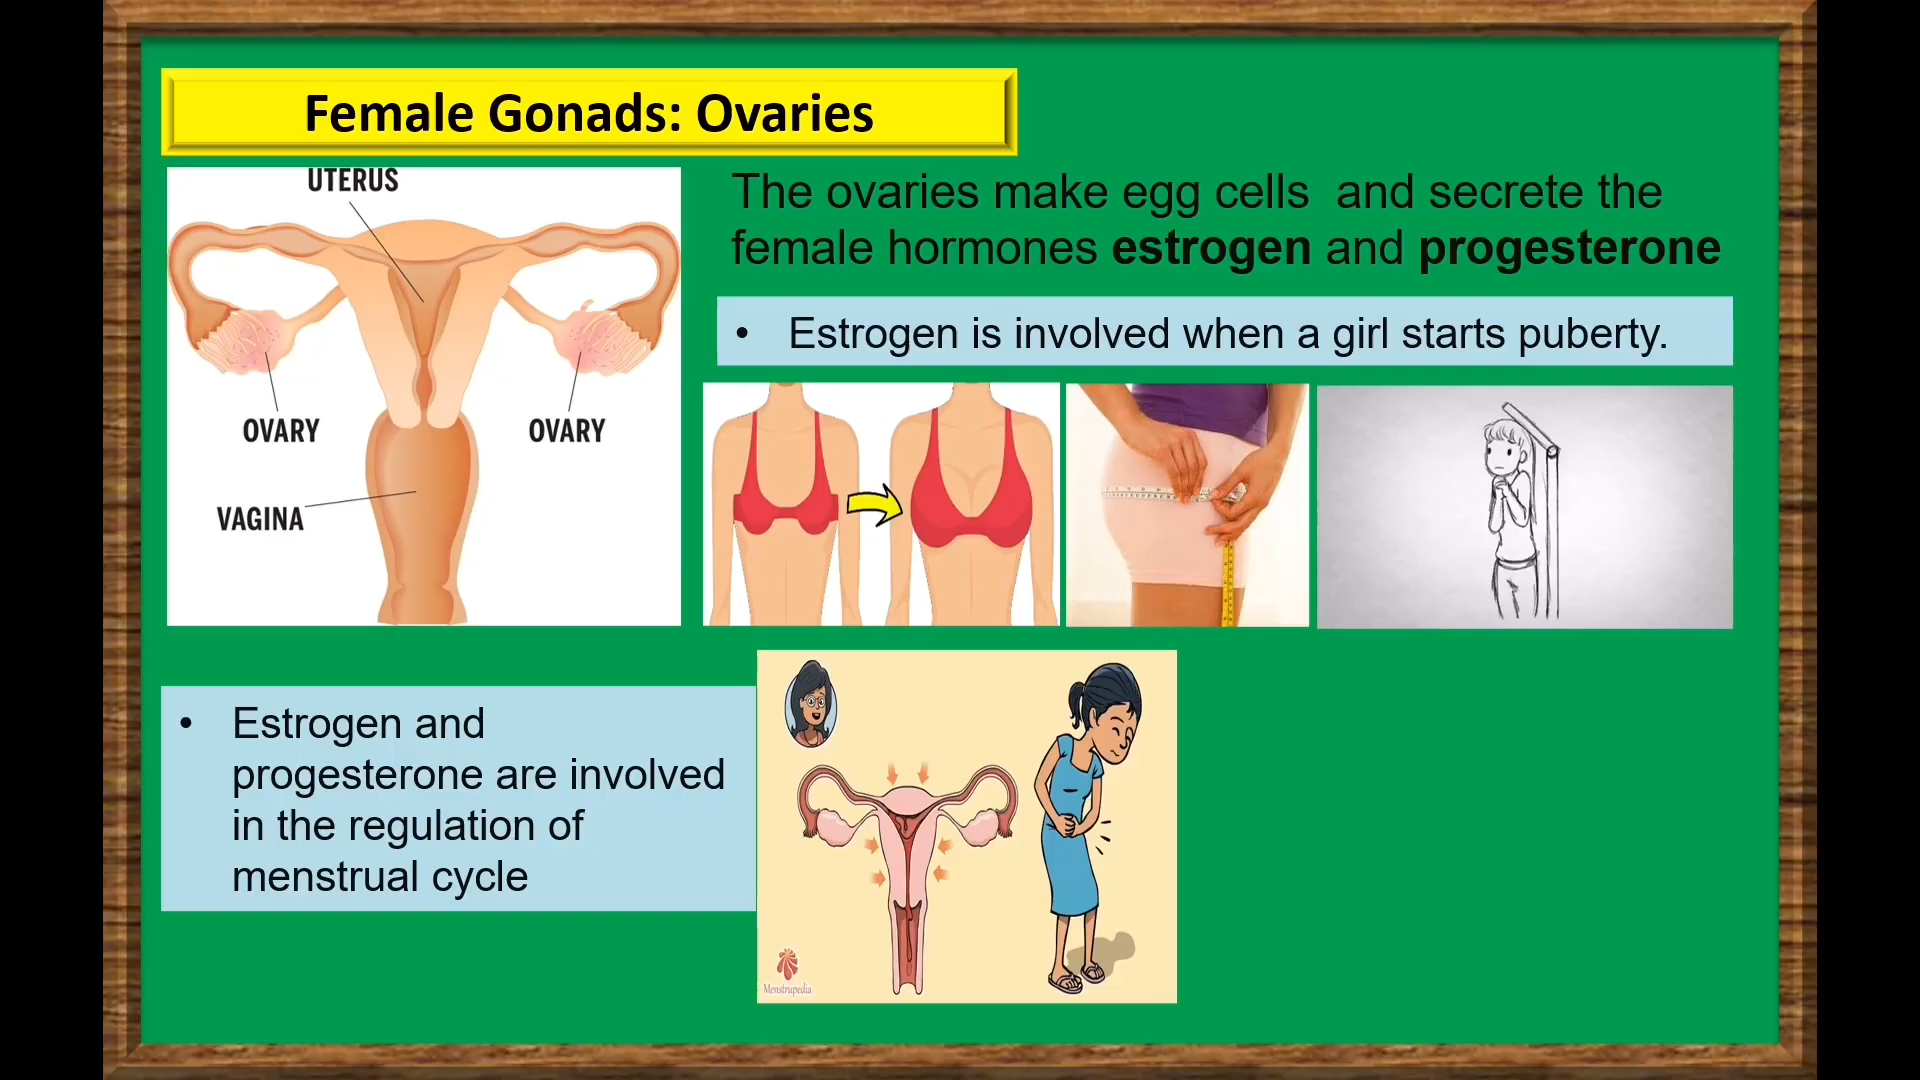 Female Gonads: Ovaries
UTERUS
OVARY
OVARY
VAGINA
The ovaries make egg cells and secrete the
female hormones estrogen and progesterone
• Estrogen is involved when a girl starts puberty.
• Estrogen and
progesterone are involved
in the regulation of
menstrual cycle
Menstrupedia